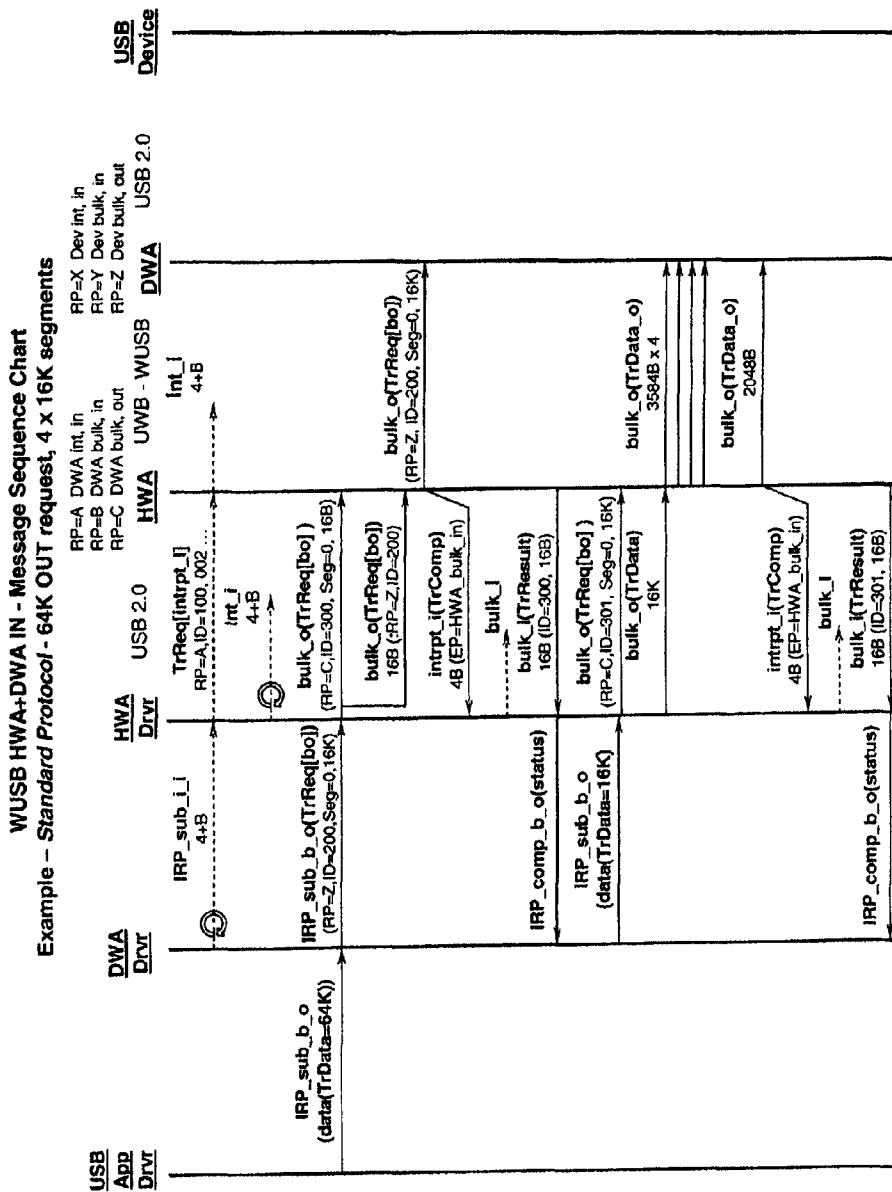 WUSB HWA+DWA IN - Message Sequence Chart
Example – Standard Protocol - 64K OUT request, 4 x 16K segments
RP=A DWA int, in
RP=B DWA bulk, in
RP=C DWA bulk, out
RP=X Dev int, in
RP=Y Dev bulk, in
RP=Z Dev bulk, out
USB
App
Drvr
DWA
Drvr
HWA
Drvr
USB 2.0
HWA
UWB - WUSB
DWA
USB 2.0
USB
Device
IRP_sub_i_i
4+B
TrReq[intrpt_i]
RP=A,ID=100, 002 ...
Int_i
4+B
Int_i
4+B
IRP_sub_b_o
(data(TrData=64K))
IRP_sub_b_o(TrReq[bo])
(RP=Z,ID=200,Seg=0,16K)
bulk_o(TrReq[bo] )
(RP=C,ID=300, Seg=0, 16B)
bulk_o(TrReq[bo])
16B (rRP=Z,ID=200)
bulk_o(TrReq[bo])
(RP=Z, ID=200, Seg=0, 16K)
intrpt_i(TrComp)
4B (EP=HWA_bulk_in)
bulk_i
bulk_i(TrResult)
16B (ID=300, 16B)
IRP_comp_b_o(status)
IRP_sub_b_o
(data(TrData=16K)
bulk_o(TrReq[bo] )
(RP=C,ID=301, Seg=0, 16K)
bulk_o(TrData)
16K
bulk_o(TrData_o)
3584B x 4
bulk_o(TrData_o)
2048B
intrpt_i(TrComp)
4B (EP=HWA_bulk_in)
bulk_i
bulk_i(TrResult)
16B (ID=301, 16B)
IRP_comp_b_o(status)